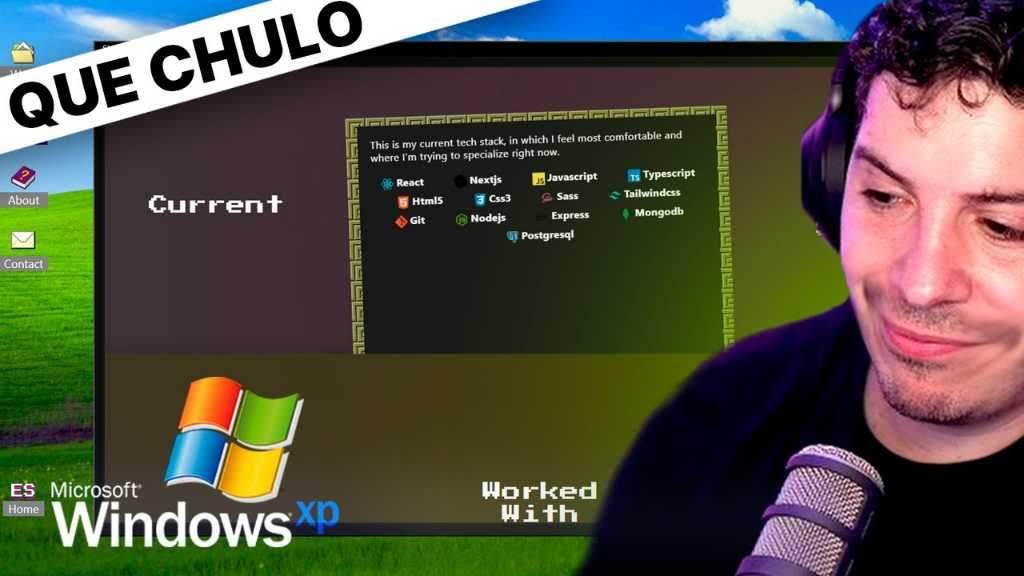 QUE CHULO
About
Contact
ES
Home
Current
This is my current tech stack, in which I feel most comfortable and
where I'm trying to specialize right now.
React Nextjs JS Javascript TS Typescript
Html5 Css3 Sass Tailwindcss
Git Nodejs Express Mongodb
Postgresql
Microsoft®
Windows xp
Worked
With